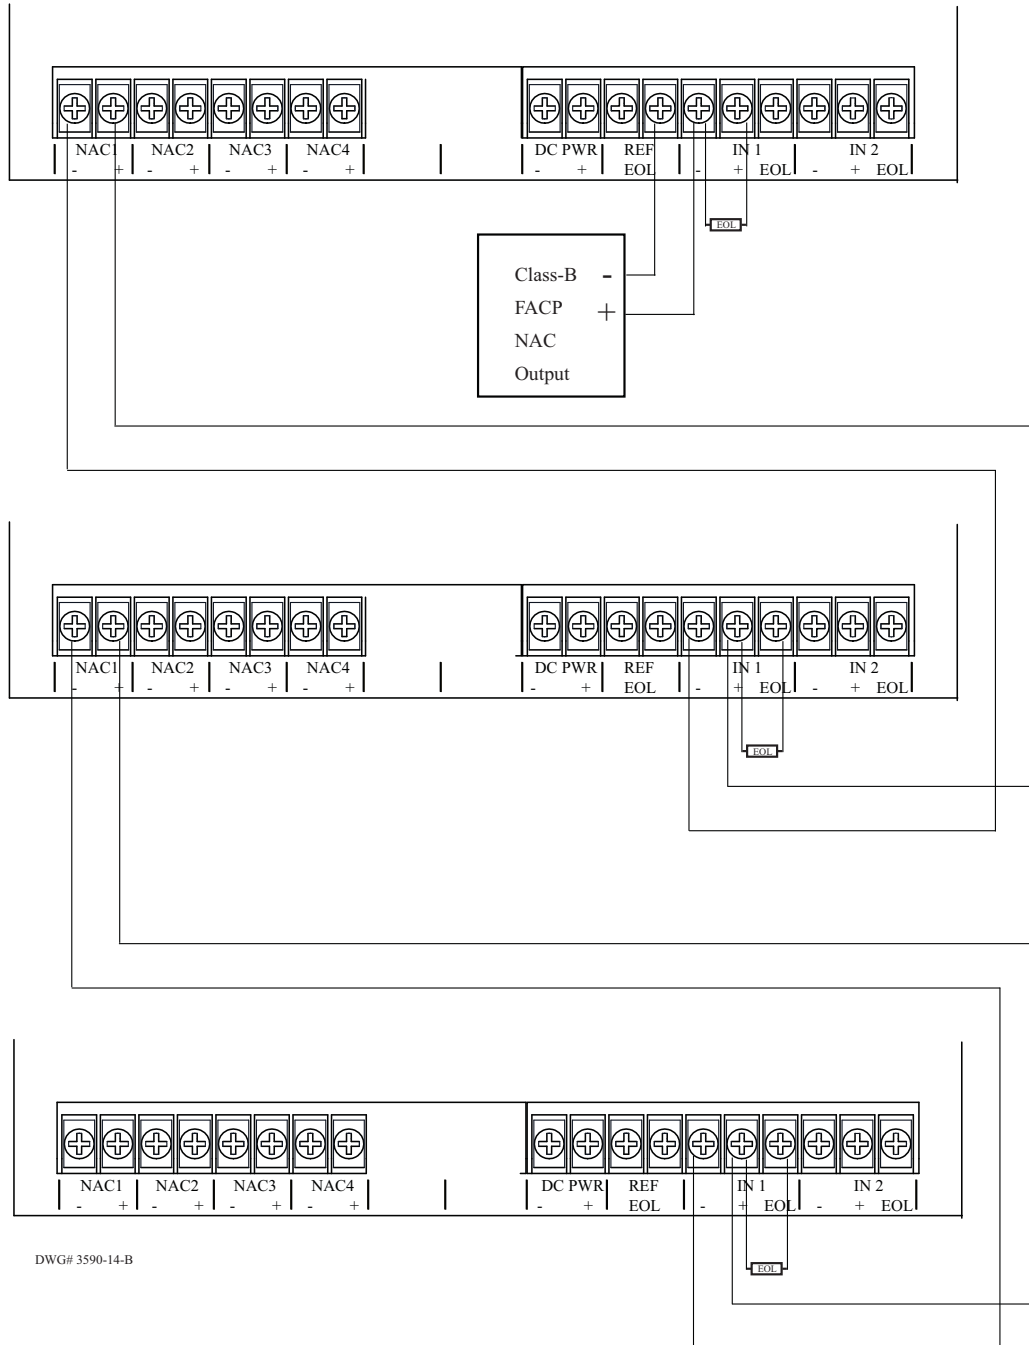 NAC1 NAC2 NAC3 NAC4 DC PWR REF IN 1 IN 2
- + - + - + - + - + EOL - + EOL - + EOL
EOL
Class-B -
FACP +
NAC
Output
NAC1 NAC2 NAC3 NAC4 DC PWR REF IN 1 IN 2
- + - + - + - + - + EOL - + EOL - + EOL
EOL
NAC1 NAC2 NAC3 NAC4 DC PWR REF IN 1 IN 2
- + - + - + - + - + EOL - + EOL - + EOL
DWG# 3590-14-B
EOL